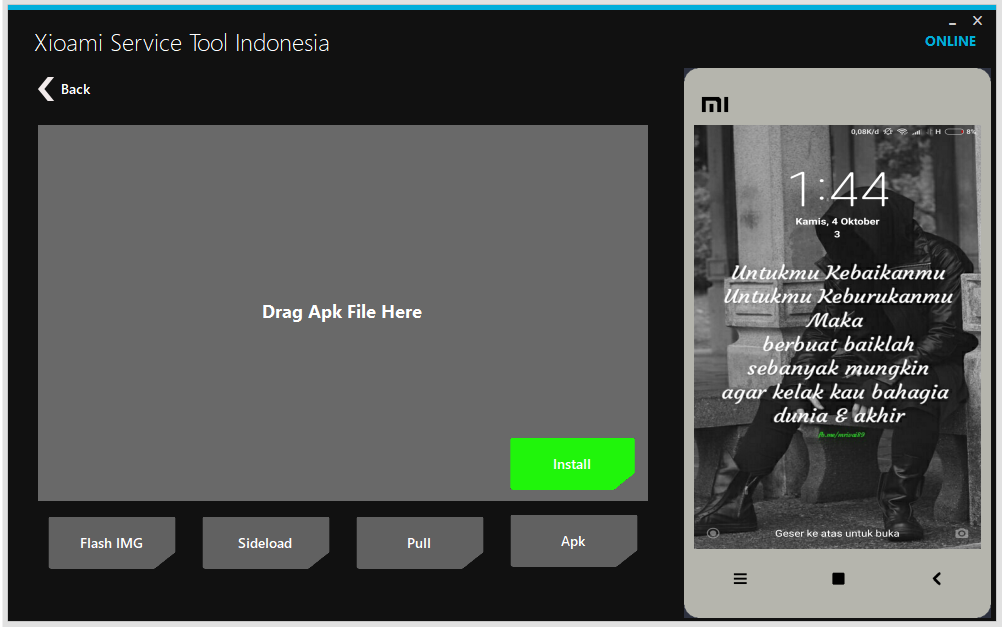 Xioami Service Tool Indonesia
ONLINE
Back
Drag Apk File Here
Install
Flash IMG
Sideload
Pull
Apk
mi
0,08K/d
H
8%
1:44
Kamis, 4 Oktober
3
Untukmu Kebaikanmu
Untukmu Keburukanmu
Maka
berbuat baiklah
sebanyak mungkin
agar kelak kau bahagia
dunia & akhir
Geser ke atas untuk buka